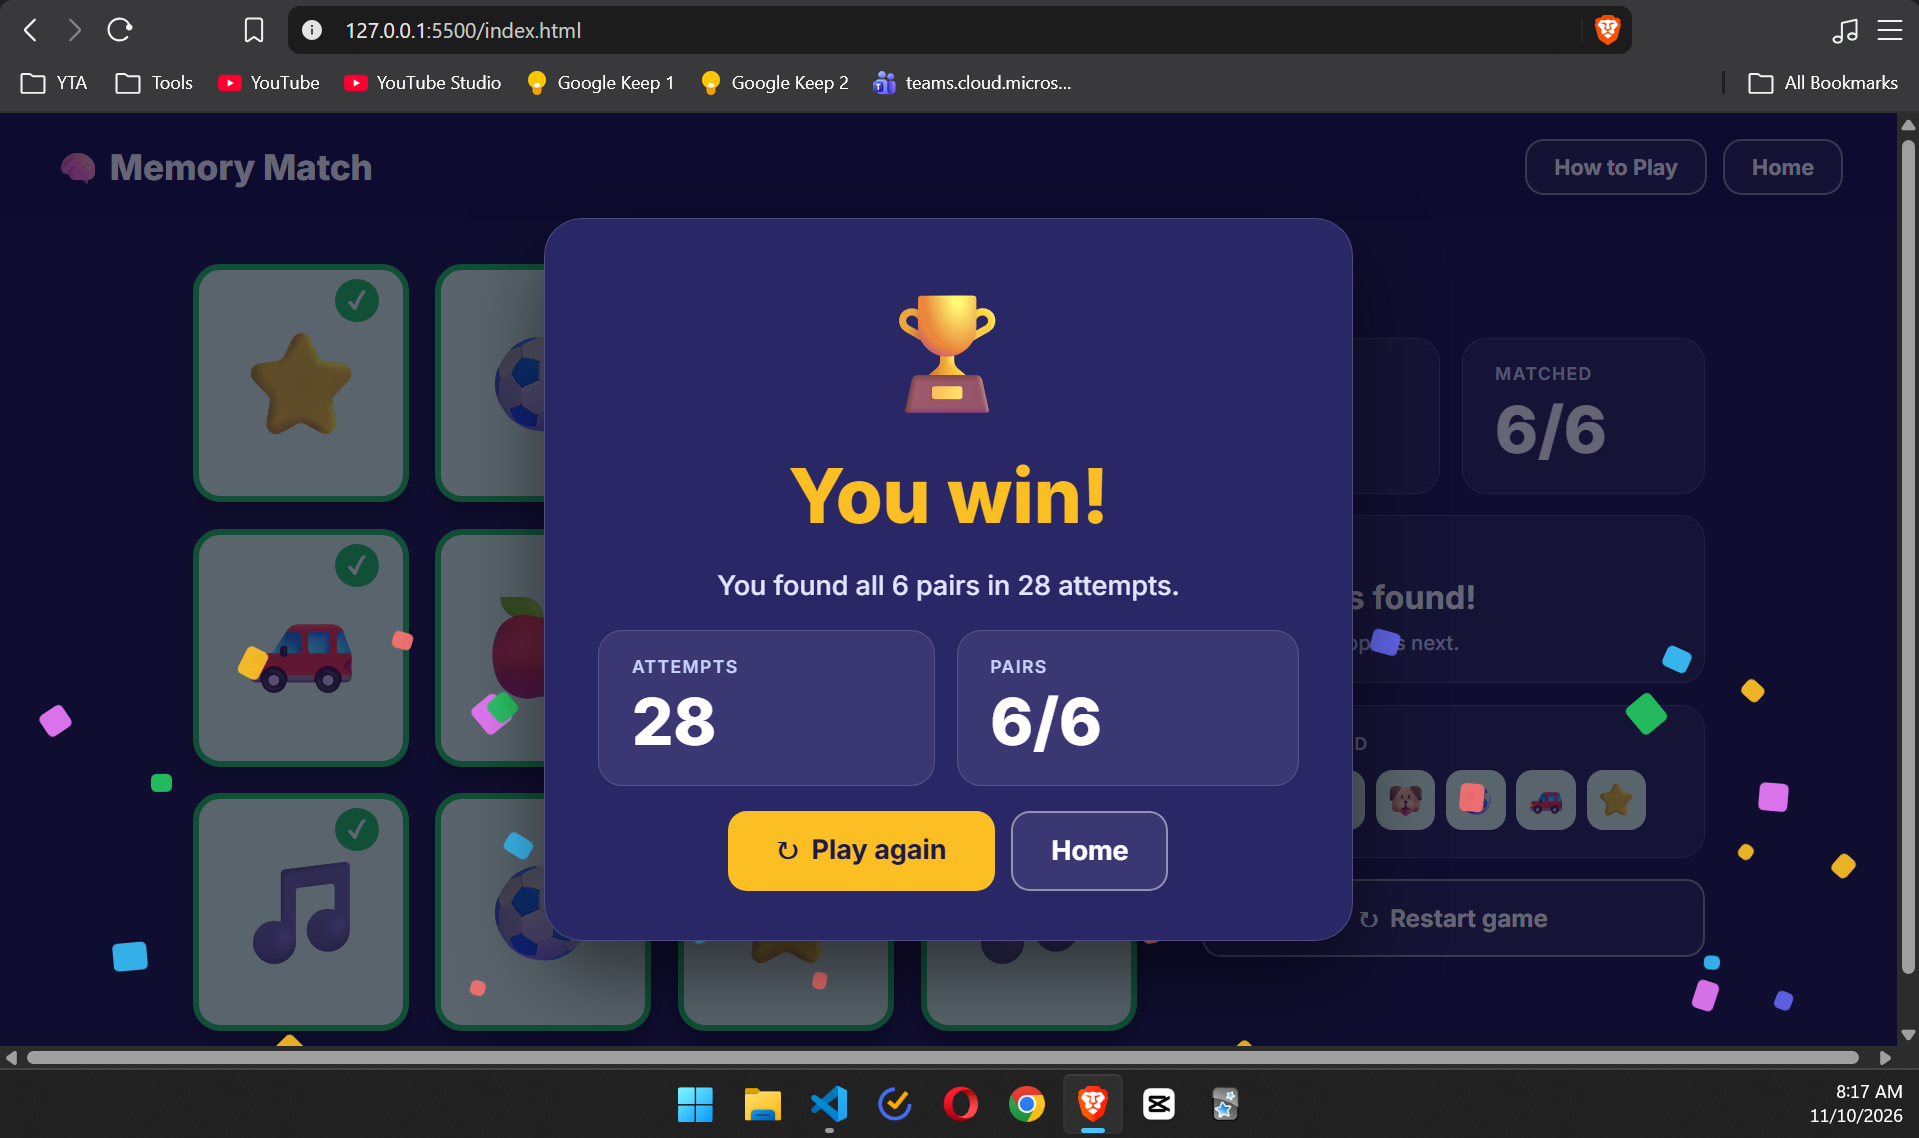 127.0.0.1:5500/index.html
YTA
Tools
YouTube
YouTube Studio
Google Keep 1
Google Keep 2
teams.cloud.micros...
All Bookmarks
Memory Match
How to Play
Home
MATCHED
6/6
You win!
You found all 6 pairs in 28 attempts.
s found!
s next.
ATTEMPTS
28
PAIRS
6/6
D
Play again
Home
Restart game
8:17 AM
11/10/2026